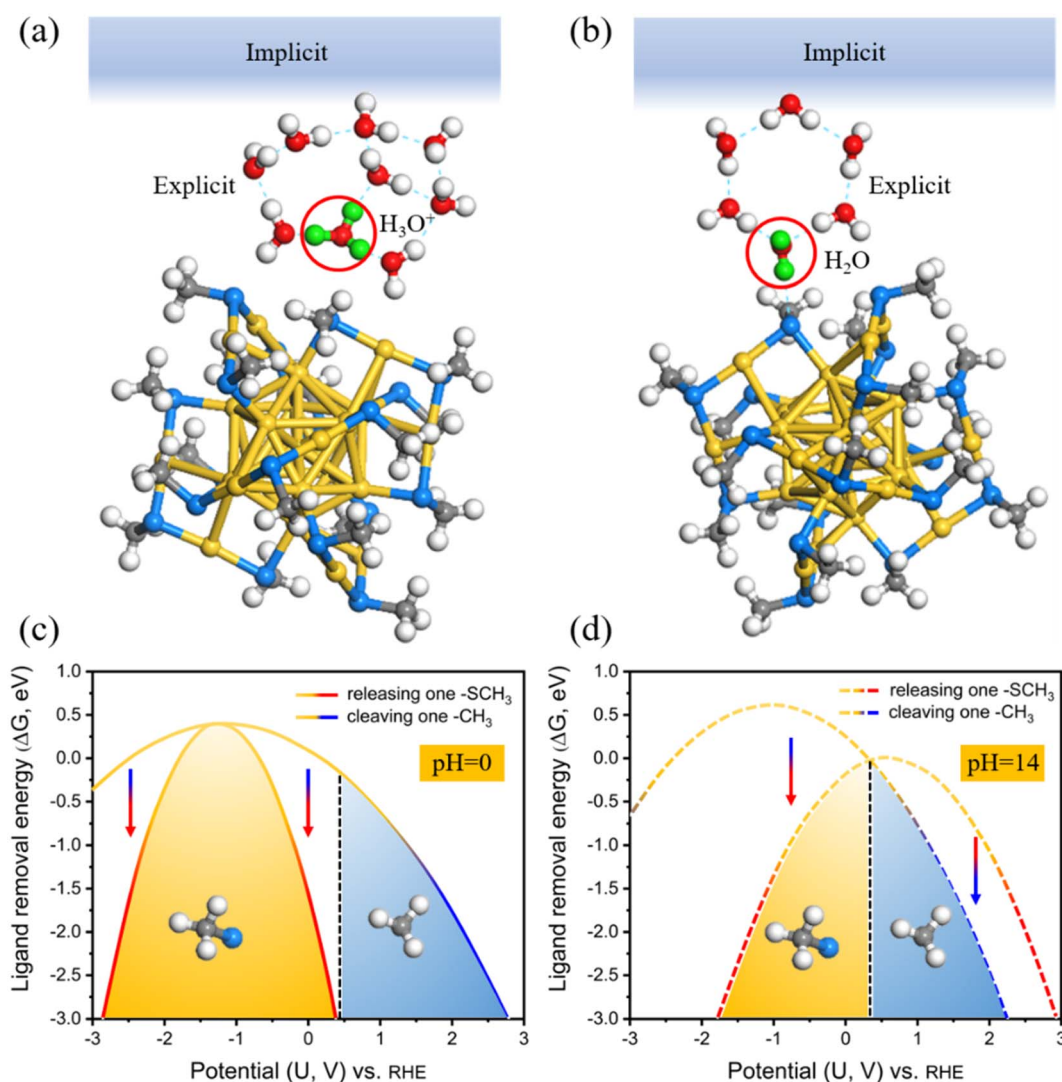 (a)
Implicit
Explicit
H₃O⁺
(b)
Implicit
Explicit
H₂O
(c)
Ligand removal energy (ΔG, eV)
1.0
0.5
0.0
-0.5
-1.0
-1.5
-2.0
-2.5
-3.0
releasing one -SCH₃
cleaving one -CH₃
pH=0
-3 -2 -1 0 1 2 3
Potential (U, V) vs. RHE
(d)
Ligand removal energy (ΔG, eV)
1.0
0.5
0.0
-0.5
-1.0
-1.5
-2.0
-2.5
-3.0
releasing one -SCH₃
cleaving one -CH₃
pH=14
-3 -2 -1 0 1 2 3
Potential (U, V) vs. RHE